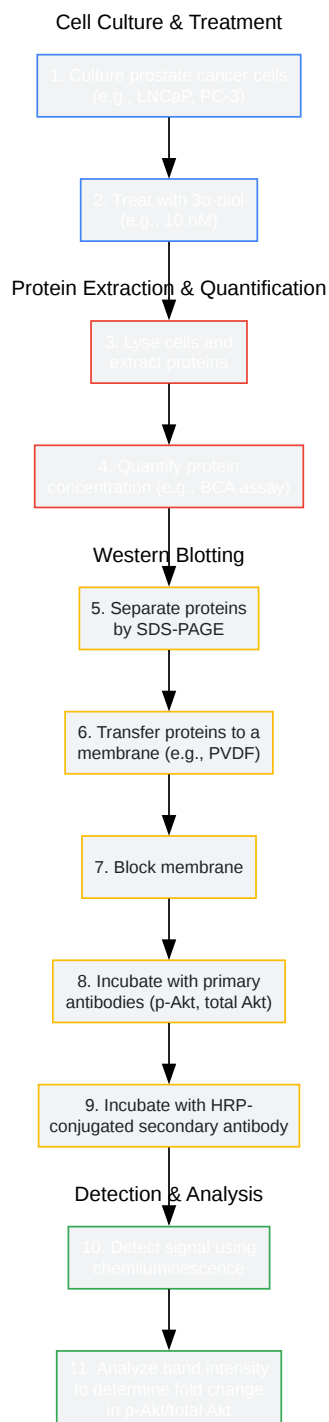 Cell Culture & Treatment
1. Culture prostate cancer cells
(e.g., LNCaP, PC-3)
2. Treat with 3α-diol
(e.g., 10 nM)
Protein Extraction & Quantification
3. Lyse cells and
extract proteins
4. Quantify protein
concentration (e.g., BCA assay)
Western Blotting
5. Separate proteins
by SDS-PAGE
6. Transfer proteins to a
membrane (e.g., PVDF)
7. Block membrane
8. Incubate with primary
antibodies (p-Akt, total Akt)
9. Incubate with HRP-
conjugated secondary antibody
Detection & Analysis
10. Detect signal using
chemiluminescence
11. Analyze band intensity
to determine fold change
in p-Akt/total Akt